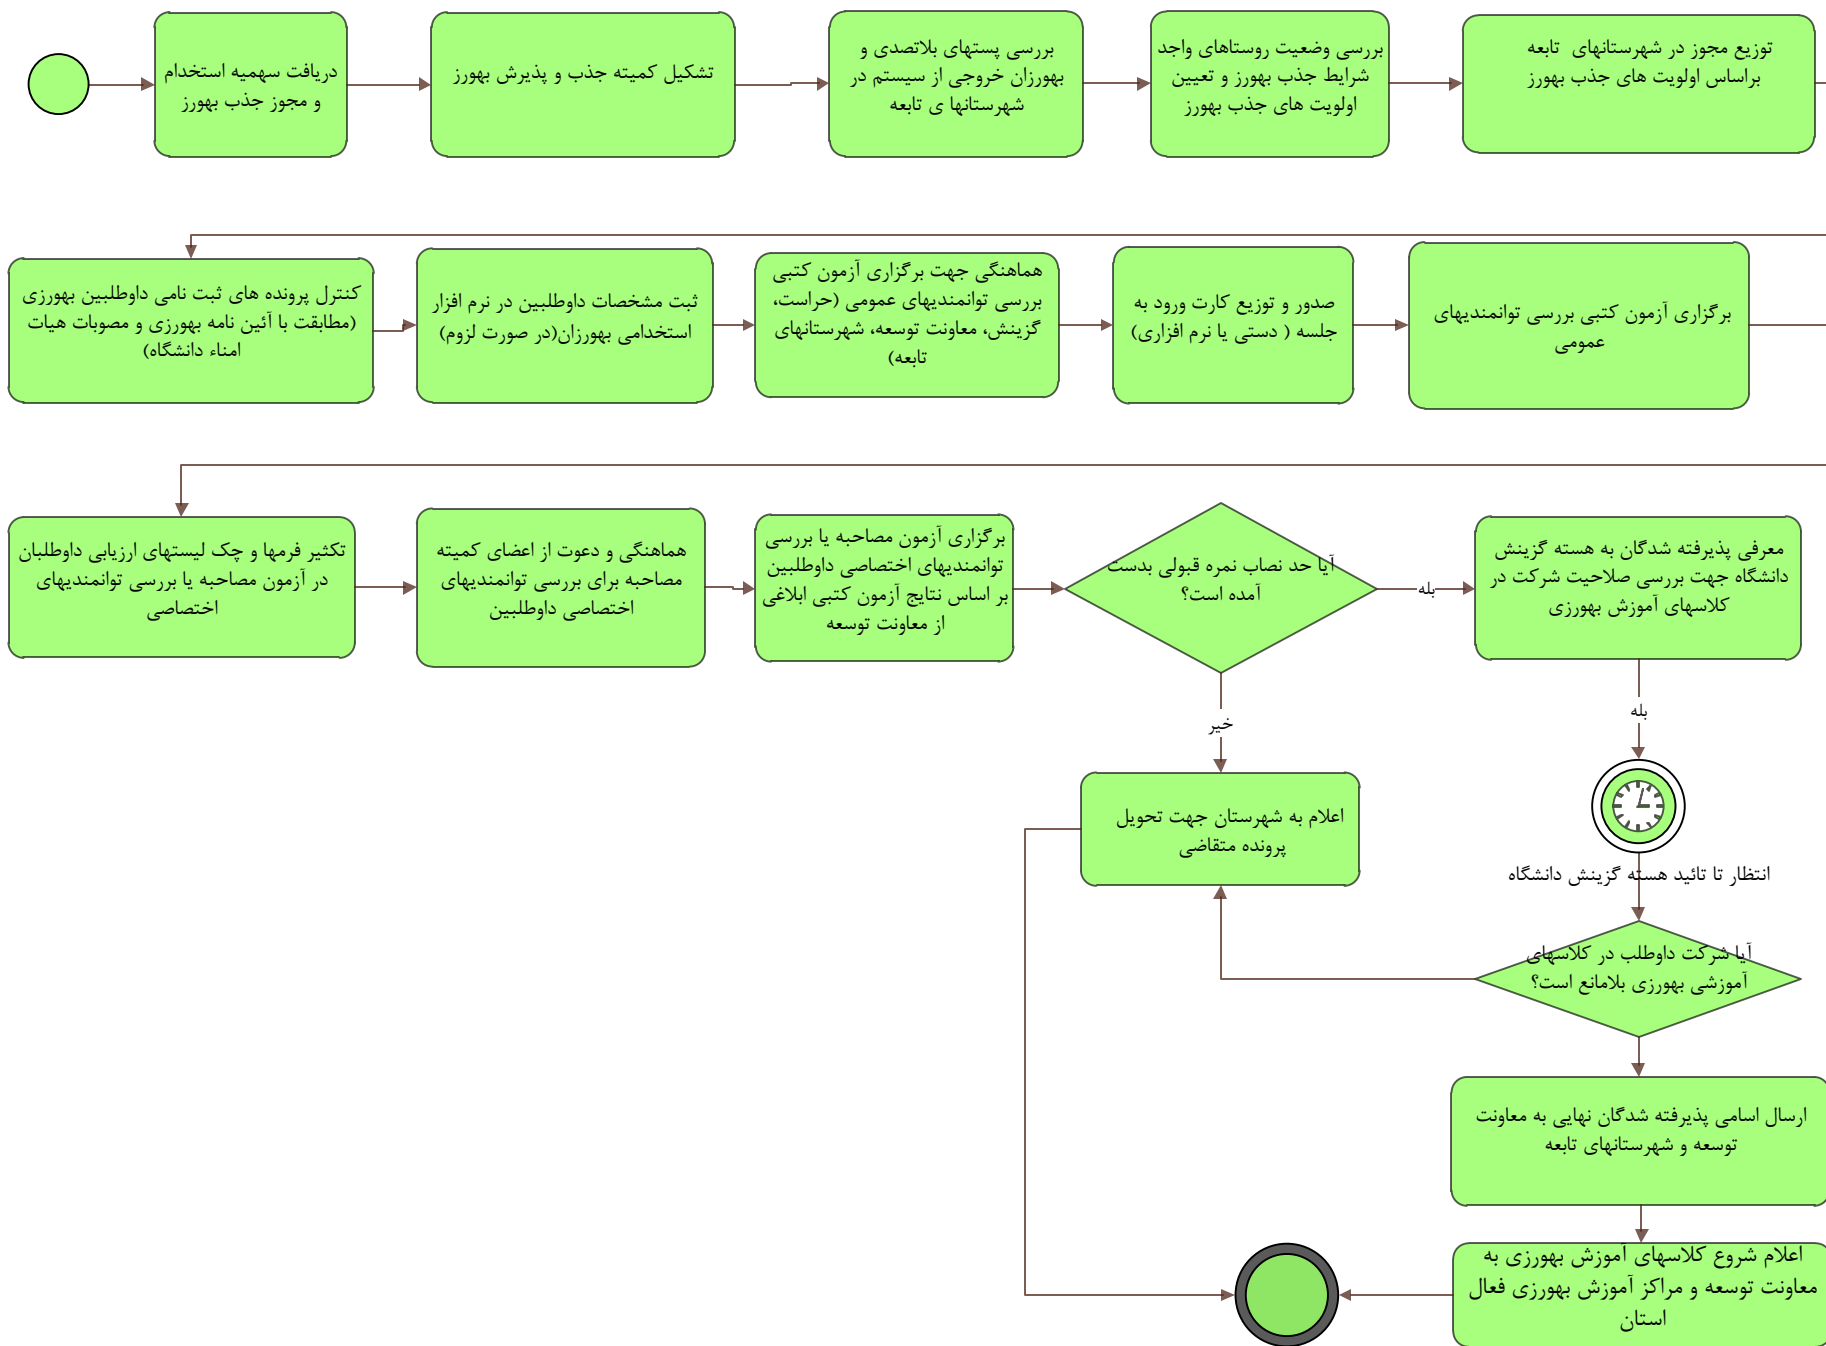 دریافت سهمیه استخدام
و مجوز جذب بهورز
تشکیل کمیته جذب و پذیرش بهورز
بررسی پستهای بلاتصدی و
بهورزان خروجی از سیستم در
شهرستانها ی تابعه
بررسی وضعیت روستاهای واجد
شرایط جذب بهورز و تعیین
اولویت های جذب بهورز
توزیع مجوز در شهرستانهای تابعه
براساس اولویت های جذب بهورز
کنترل پرونده های ثبت نامی داوطلبین بهورزی
(مطابقت با آئین نامه بهورزی و مصوبات هیات
امناء دانشگاه)
ثبت مشخصات داوطلبین در نرم افزار
استخدامی بهورزان(در صورت لزوم)
هماهنگی جهت برگزاری آزمون کتبی
بررسی توانمندیهای عمومی (حراست،
گزینش، معاونت توسعه، شهرستانهای
تابعه)
صدور و توزیع کارت ورود به
جلسه ( دستی یا نرم افزاری)
برگزاری آزمون کتبی بررسی توانمندیهای
عمومی
تکثیر فرمها و چک لیستهای ارزیابی داوطلبان
در آزمون مصاحبه یا بررسی توانمندیهای
اختصاصی
هماهنگی و دعوت از اعضای کمیته
مصاحبه برای بررسی توانمندیهای
اختصاصی داوطلبین
برگزاری آزمون مصاحبه یا بررسی
توانمندیهای اختصاصی داوطلبین
بر اساس نتایج آزمون کتبی ابلاغی
از معاونت توسعه
آیا حد نصاب نمره قبولی بدست
آمده است؟
بله
معرفی پذیرفته شدگان به هسته گزینش
دانشگاه جهت بررسی صلاحیت شرکت در
کلاسهای آموزش بهورزی
خیر
بله
اعلام به شهرستان جهت تحویل
پرونده متقاضی
انتظار تا تائید هسته گزینش دانشگاه
آیا شرکت داوطلب در کلاسهای
آموزشی بهورزی بلامانع است؟
ارسال اسامی پذیرفته شدگان نهایی به معاونت
توسعه و شهرستانهای تابعه
اعلام شروع کلاسهای آموزش بهورزی به
معاونت توسعه و مراکز آموزش بهورزی فعال
استان